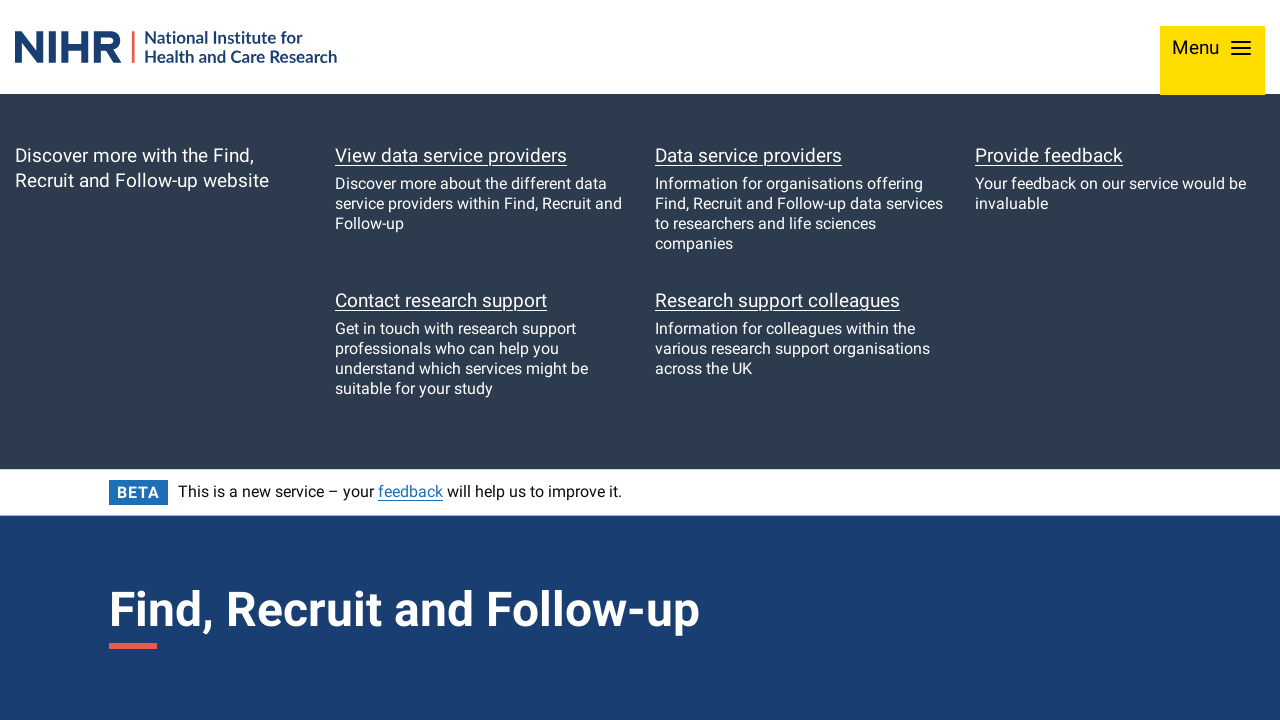 NIHR
National Institute for
Health and Care Research
Menu
Discover more with the Find,
Recruit and Follow-up website
View data service providers
Discover more about the different data
service providers within Find, Recruit and
Follow-up
Data service providers
Information for organisations offering
Find, Recruit and Follow-up data services
to researchers and life sciences
companies
Provide feedback
Your feedback on our service would be
invaluable
Contact research support
Get in touch with research support
professionals who can help you
understand which services might be
suitable for your study
Research support colleagues
Information for colleagues within the
various research support organisations
across the UK
BETA This is a new service – your feedback will help us to improve it.
Find, Recruit and Follow-up